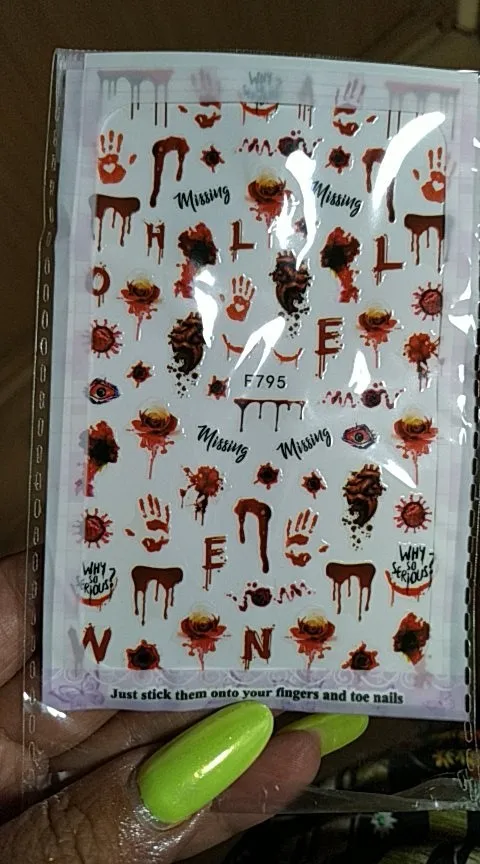 WHY
Missing
Missing
H
L
L
O
E
F795
Missing
Missing
E
WHY
SO
SERIOUS?
WHY
SO
SERIOUS?
N
N
Just stick them onto your fingers and toe nails